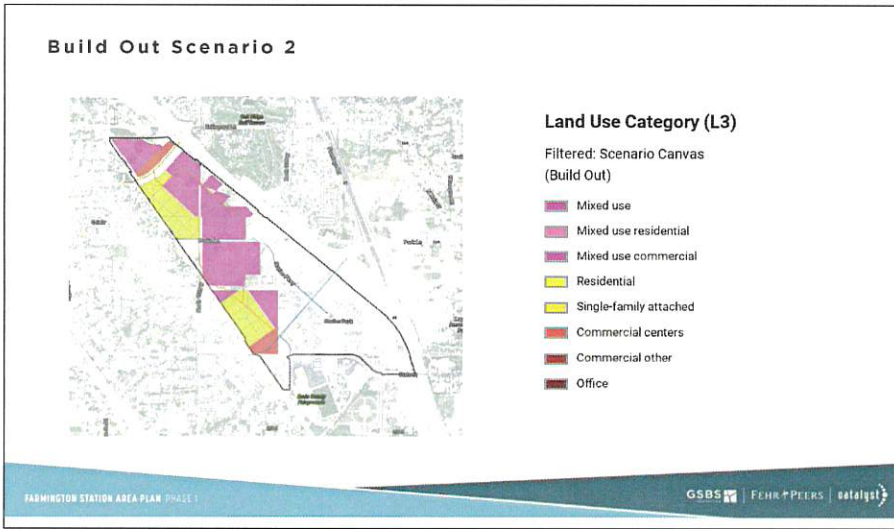 Build Out Scenario 2
Land Use Category (L3)
Filtered: Scenario Canvas
(Build Out)
Mixed use
Mixed use residential
Mixed use commercial
Residential
Single-family attached
Commercial centers
Commercial other
Office
FARMINGTON STATION AREA PLAN PHASE 1
GSBS | FEHR & PEERS | catalyst